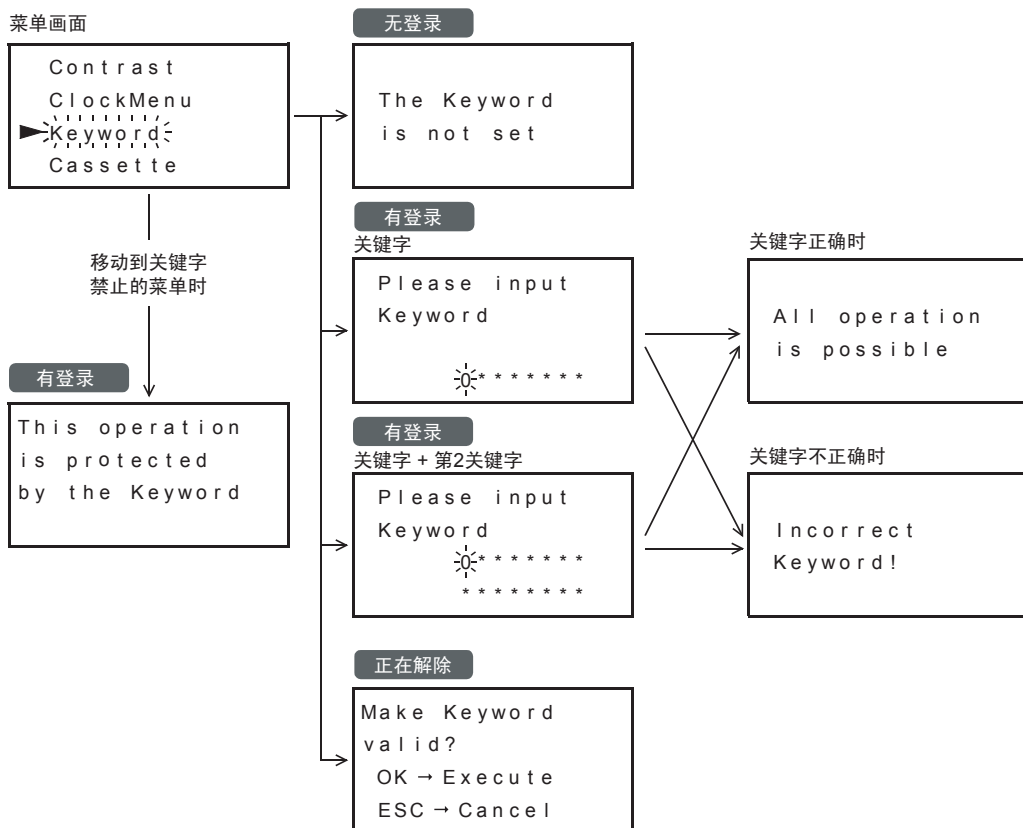 菜单画面
Contrast
ClockMenu
Keyword
Cassette
移动到关键字
禁止的菜单时
有登录
This operation
is protected
by the Keyword
无登录
The Keyword
is not set
有登录
关键字
Please input
Keyword
0*******
有登录
关键字 + 第2关键字
Please input
Keyword
0*******
********
正在解除
Make Keyword
valid?
OK → Execute
ESC → Cancel
关键字正确时
All operation
is possible
关键字不正确时
Incorrect
Keyword!